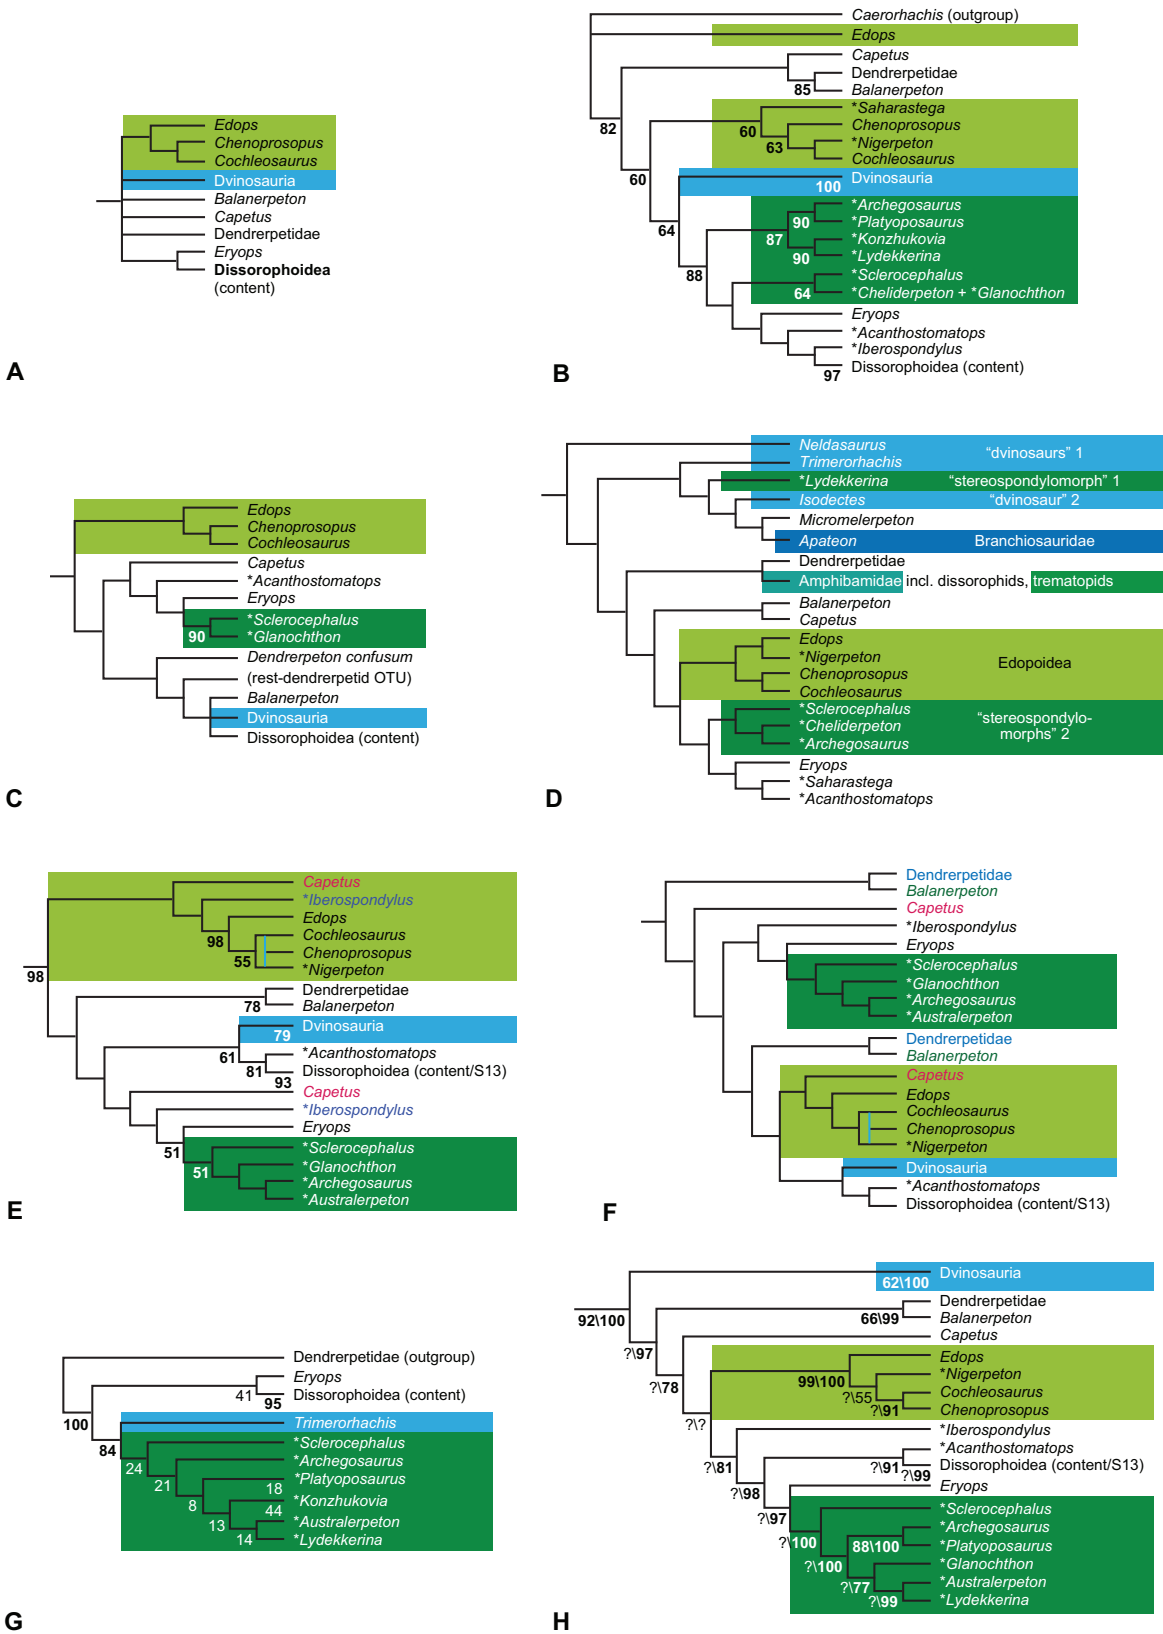 Edops
Chenoprosopus
Cochleosaurus
Dvinosauria
Balanerpeton
Capetus
Dendrerpetidae
Eryops
Dissorophoidea
(content)
A
Caerorhachis (outgroup)
Edops
Capetus
Dendrerpetidae
85 Balanerpeton
*Saharastega
82
60 Chenoprosopus
63 *Nigerpeton
Cochleosaurus
60
Dvinosauria
100
*Archegosaurus
90 *Platyoposaurus
64
87 *Konzhukovia
90 *Lydekkerina
88
*Sclerocephalus
64 *Cheliderpeton + *Glanochthon
Eryops
*Acanthostomatops
*Iberospondylus
Dissorophoidea (content)
97
B
Edops
Chenoprosopus
Cochleosaurus
Capetus
*Acanthostomatops
Eryops
*Sclerocephalus
90 *Glanochthon
Dendrerpeton confusum
(rest-dendrerpetid OTU)
Balanerpeton
Dvinosauria
Dissorophoidea (content)
C
Neldasaurus
"dvinosaurs" 1
Trimerorhachis
*Lydekkerina "stereospondylomorph" 1
Isodectes "dvinosaur" 2
Micromelerpeton
Apateon Branchiosauridae
Dendrerpetidae
Amphibamidae incl. dissorophids, trematopids
Balanerpeton
Capetus
Edops
*Nigerpeton Edopoidea
Chenoprosopus
Cochleosaurus
*Sclerocephalus
"stereospondylo-
*Cheliderpeton
morphs" 2
*Archegosaurus
Eryops
*Saharastega
*Acanthostomatops
D
Capetus
*Iberospondylus
Edops
98 Cochleosaurus
55 Chenoprosopus
*Nigerpeton
98
Dendrerpetidae
78 Balanerpeton
Dvinosauria
79
61 *Acanthostomatops
81 Dissorophoidea (content/S13)
93
Capetus
*Iberospondylus
Eryops
51
*Sclerocephalus
51 *Glanochthon
*Archegosaurus
*Australerpeton
E
Dendrerpetidae
Balanerpeton
Capetus
*Iberospondylus
Eryops
*Sclerocephalus
*Glanochthon
*Archegosaurus
*Australerpeton
Dendrerpetidae
Balanerpeton
Capetus
Edops
Cochleosaurus
Chenoprosopus
*Nigerpeton
Dvinosauria
*Acanthostomatops
Dissorophoidea (content/S13)
F
Dendrerpetidae (outgroup)
Eryops
41 Dissorophoidea (content)
95
100 Trimerorhachis
84 *Sclerocephalus
24 *Archegosaurus
21 *Platyoposaurus
18
8 *Konzhukovia
44
13 *Australerpeton
14 *Lydekkerina
G
Dvinosauria
62\100
Dendrerpetidae
92\100 66\99 Balanerpeton
Capetus
?\97
Edops
?\78 99\100 *Nigerpeton
?\55 Cochleosaurus
?\91 Chenoprosopus
?\?
*Iberospondylus
*Acanthostomatops
?\81 ?\91 Dissorophoidea (content/S13)
?\99
?\98 Eryops
?\97 *Sclerocephalus
*Archegosaurus
?\100 88\100 *Platyoposaurus
?\100 *Glanochthon
?\77 *Australerpeton
?\99 *Lydekkerina
H